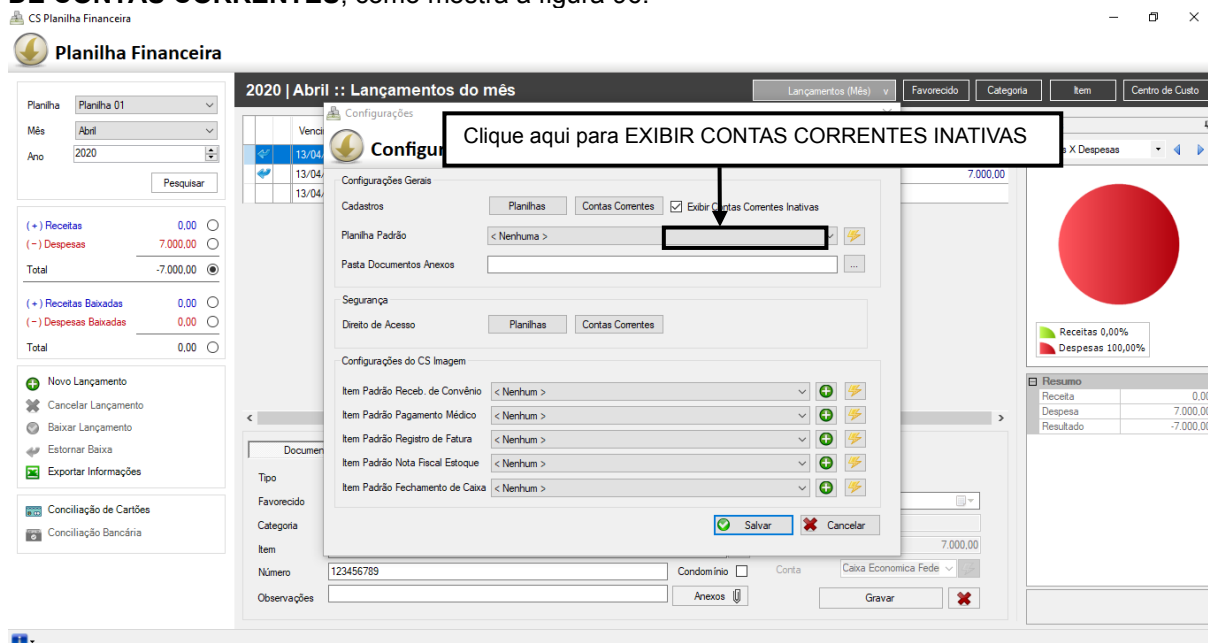 DE CONTAS CORRENTES, como mostra a figura 96.
CS Planilha Financeira
Planilha Financeira
Planilha Planilha 01
Mês Abril
Ano 2020
Pesquisar
(+) Receitas 0,00
(-) Despesas 7.000,00
Total -7.000,00
(+) Receitas Baixadas 0,00
(-) Despesas Baixadas 0,00
Total 0,00
Novo Lançamento
Cancelar Lançamento
Baixar Lançamento
Estornar Baixa
Exportar Informações
Conciliação de Cartões
Conciliação Bancária
2020 | Abril :: Lançamentos do mês
Lançamentos (Mês) v Favorecido Categoria Item Centro de Custo
Venci
13/04/
13/04/ 7.000,00
13/04/
Clique aqui para EXIBIR CONTAS CORRENTES INATIVAS
Configurações
Configur
Configurações Gerais
Cadastros Planilhas Contas Correntes Exibir Contas Correntes Inativas
Planilha Padrão < Nenhuma >
Pasta Documentos Anexos ...
Segurança
Direito de Acesso Planilhas Contas Correntes
Configurações do CS Imagem
Item Padrão Receb. de Convênio < Nenhum >
Item Padrão Pagamento Médico < Nenhum >
Item Padrão Registro de Fatura < Nenhum >
Item Padrão Nota Fiscal Estoque < Nenhum >
Item Padrão Fechamento de Caixa < Nenhum >
Salvar Cancelar
Documen
Tipo
Favorecido
Categoria
Item 7.000,00
Número 123456789 Condomínio Conta Caixa Economica Fede
Observações Anexos Gravar
s X Despesas
Receitas 0,00%
Despesas 100,00%
Resumo
Receita 0,00
Despesa 7.000,00
Resultado -7.000,00